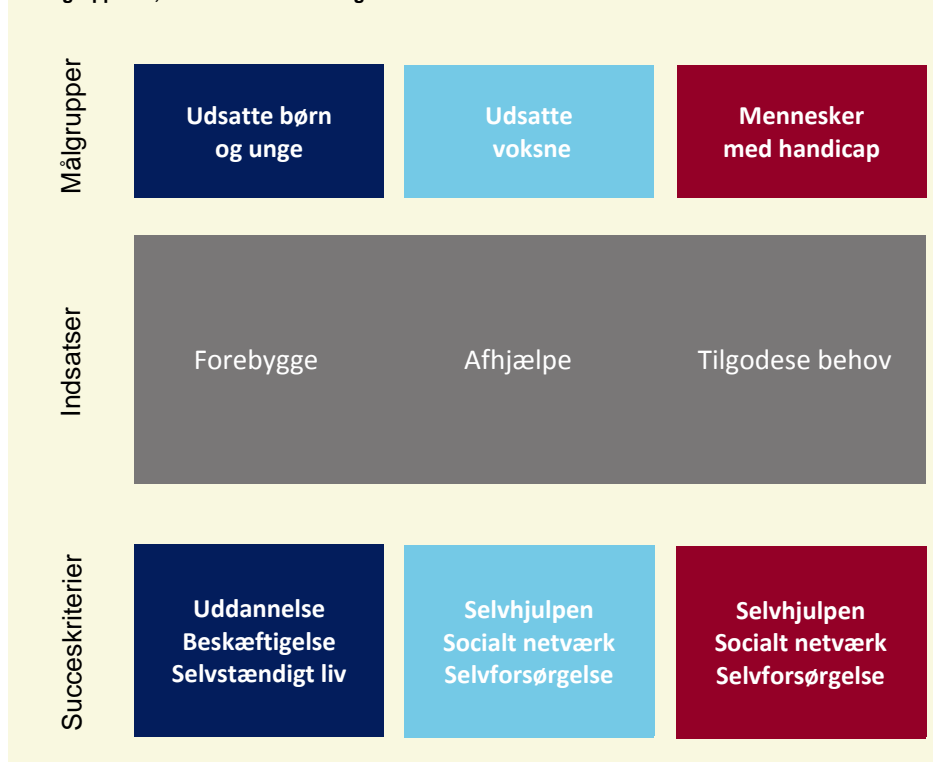 Målgrupper
Udsatte børn
og unge
Udsatte
voksne
Mennesker
med handicap
Indsatser
Forebygge
Afhjælpe
Tilgodese behov
Succeskriterier
Uddannelse
Beskæftigelse
Selvstændigt liv
Selvhjulpen
Socialt netværk
Selvforsørgelse
Selvhjulpen
Socialt netværk
Selvforsørgelse